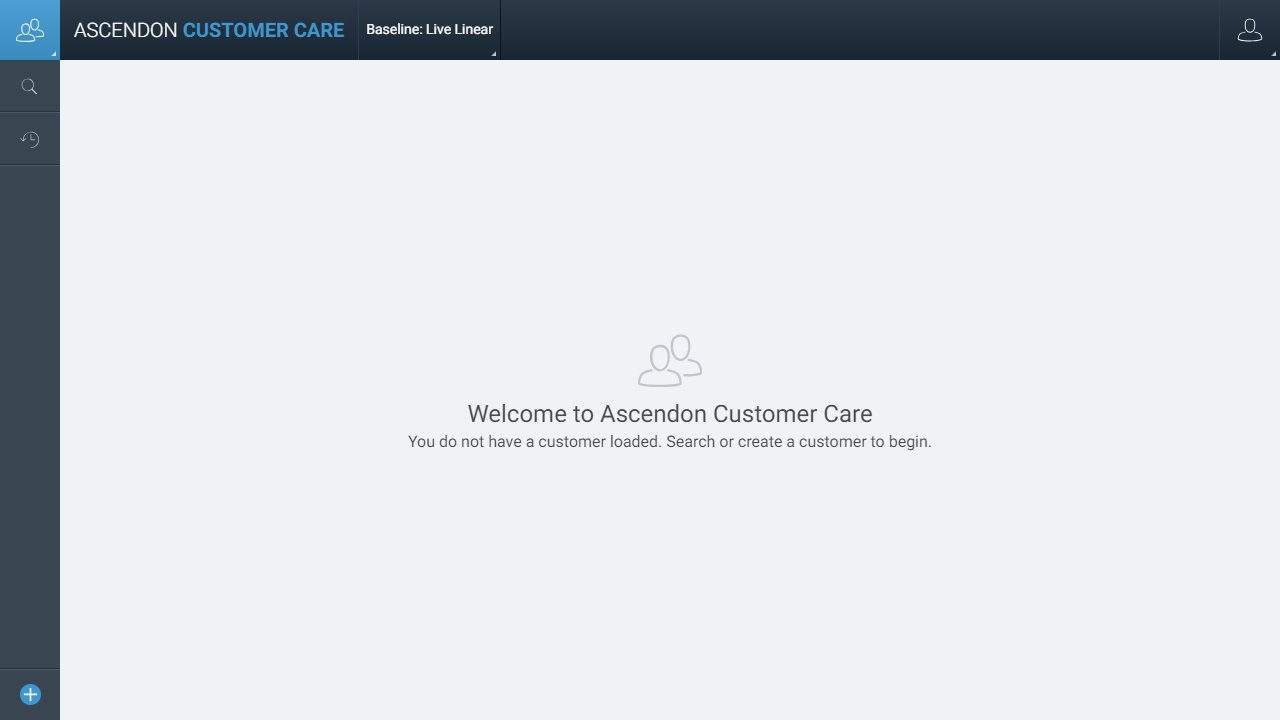 ASCENDON CUSTOMER CARE
Baseline: Live Linear
Welcome to Ascendon Customer Care
You do not have a customer loaded. Search or create a customer to begin.